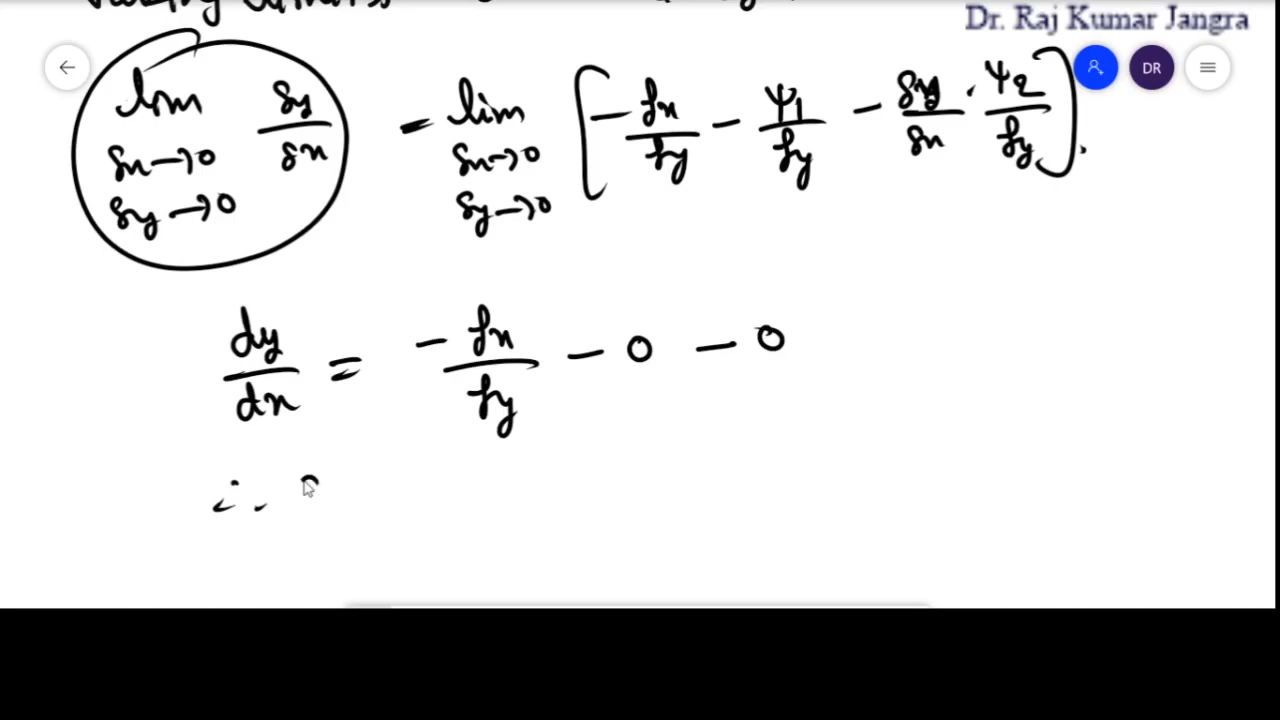 Dr. Raj Kumar Jangra
DR
lim δy/δx = lim [ - fx/fy - ψ1/fy - δy/δx . ψ2/fy ].
δx→0 δx→0
δy→0 δy→0
dy/dx = - fx/fy - 0 - 0
∴